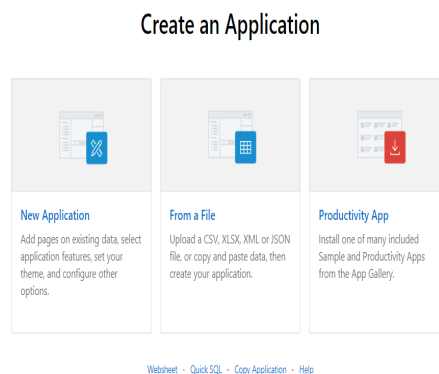 Create an Application
New Application
Add pages on existing data, select
application features, set your
theme, and configure other
options.
From a File
Upload a CSV, XLSX, XML or JSON
file, or copy and paste data, then
create your application.
Productivity App
Install one of many included
Sample and Productivity Apps
from the App Gallery.
Websheet • Quick SQL • Copy Application • Help